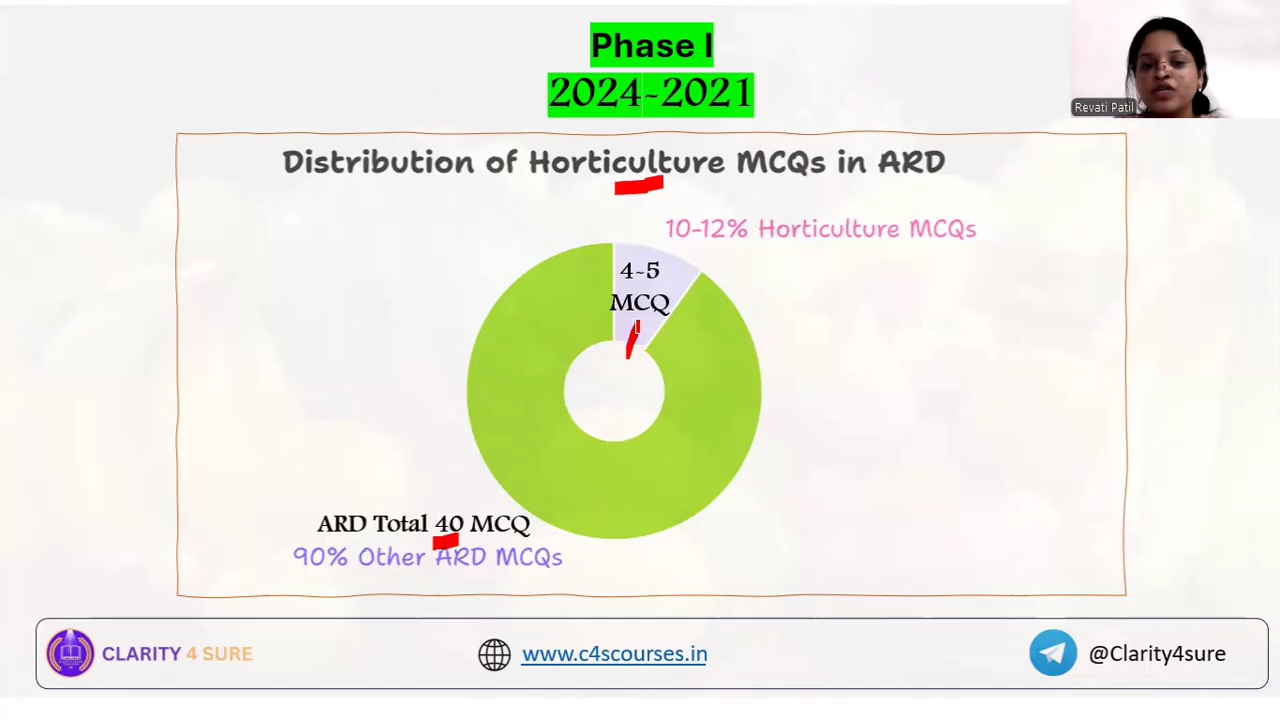 Phase I
2024-2021
Revati Patil
Distribution of Horticulture MCQs in ARD
10-12% Horticulture MCQs
4-5
MCQ
ARD Total 40 MCQ
90% Other ARD MCQs
CLARITY 4 SURE
www.c4scourses.in
@Clarity4sure